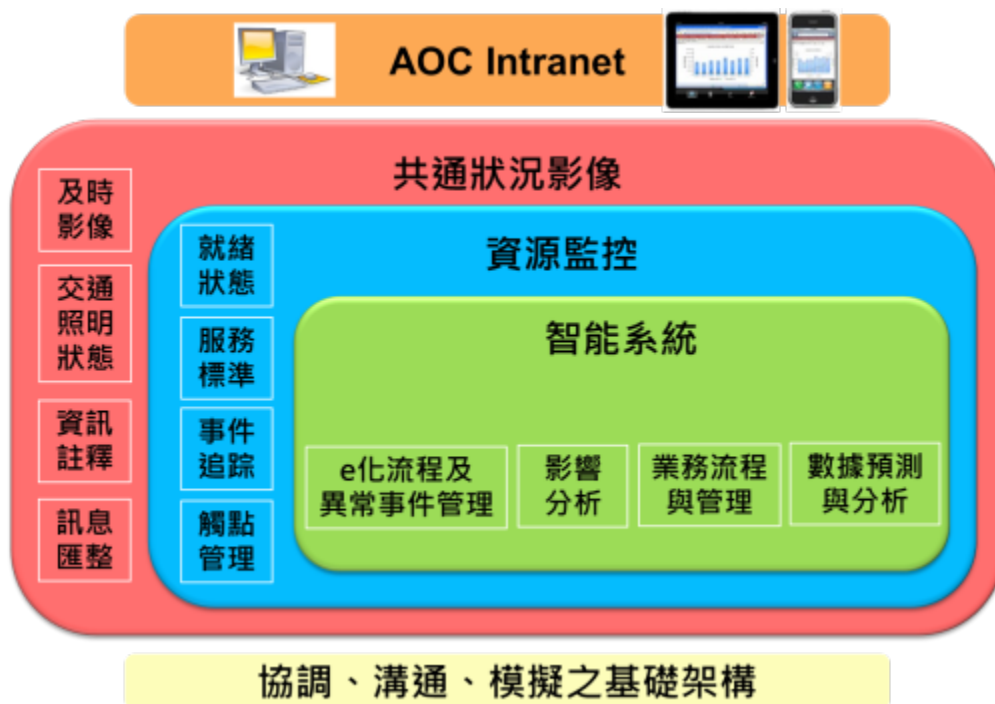 AOC Intranet
共通狀況影像
及時
影像
交通
照明
狀態
資訊
註釋
訊息
匯整
資源監控
就緒
狀態
服務
標準
事件
追踪
觸點
管理
智能系統
e化流程及
異常事件管理
影響
分析
業務流程
與管理
數據預測
與分析
協調、溝通、模擬之基礎架構